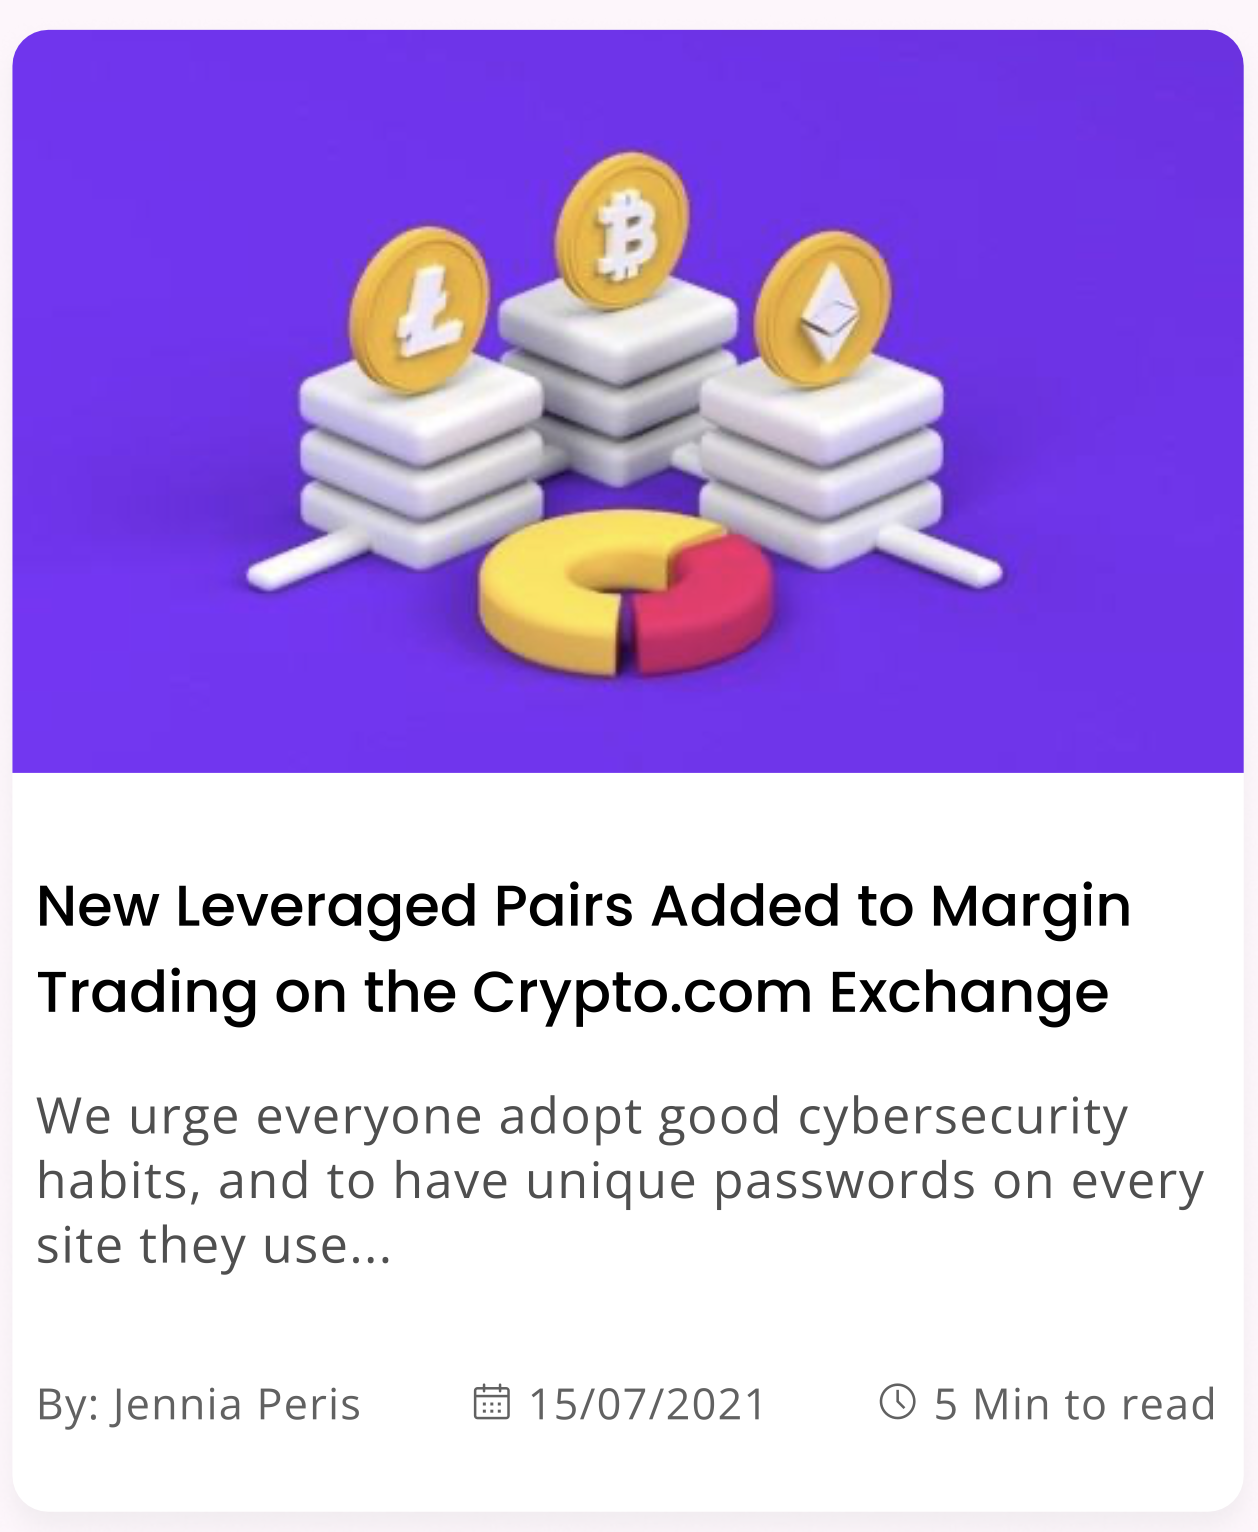 New Leveraged Pairs Added to Margin
Trading on the Crypto.com Exchange
We urge everyone adopt good cybersecurity
habits, and to have unique passwords on every
site they use...
By: Jennia Peris 15/07/2021 5 Min to read